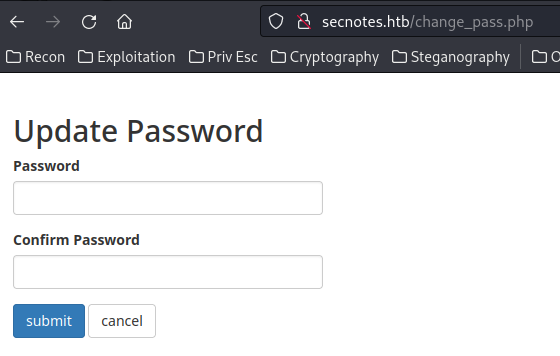 secnotes.htb/change_pass.php
Recon Exploitation Priv Esc Cryptography Steganography
Update Password
Password
Confirm Password
submit cancel